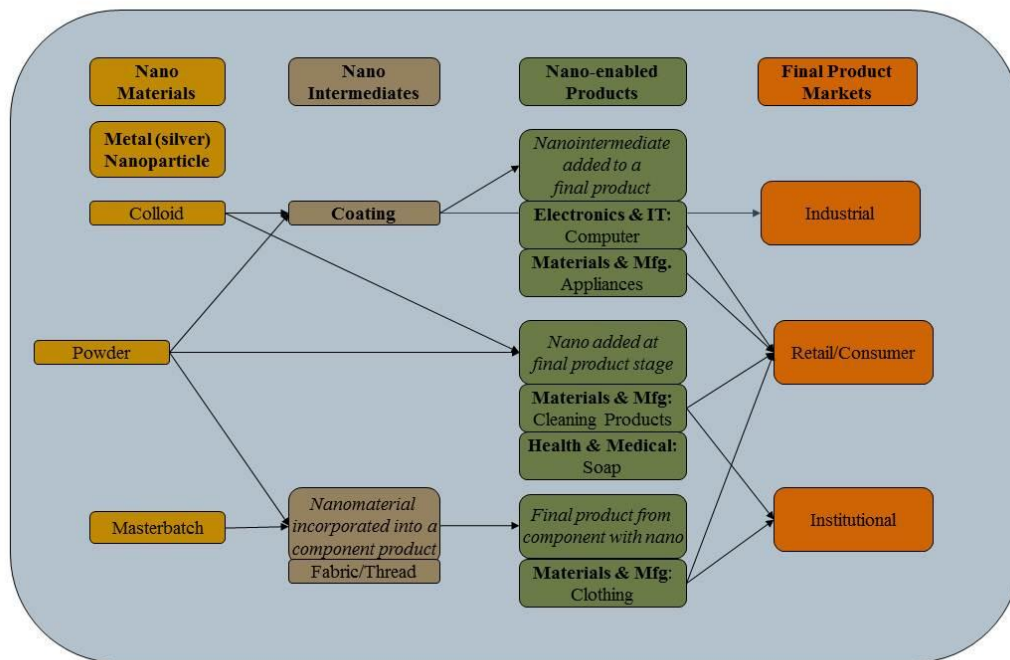 Nano
Materials
Nano
Intermediates
Nano-enabled
Products
Final Product
Markets
Metal (silver)
Nanoparticle
Colloid
Powder
Masterbatch
Coating
Nanomaterial
incorporated into a
component product
Fabric/Thread
Nanointermediate
added to a
final product
Electronics & IT:
Computer
Materials & Mfg.
Appliances
Nano added at
final product stage
Materials & Mfg:
Cleaning Products
Health & Medical:
Soap
Final product from
component with nano
Materials & Mfg:
Clothing
Industrial
Retail/Consumer
Institutional